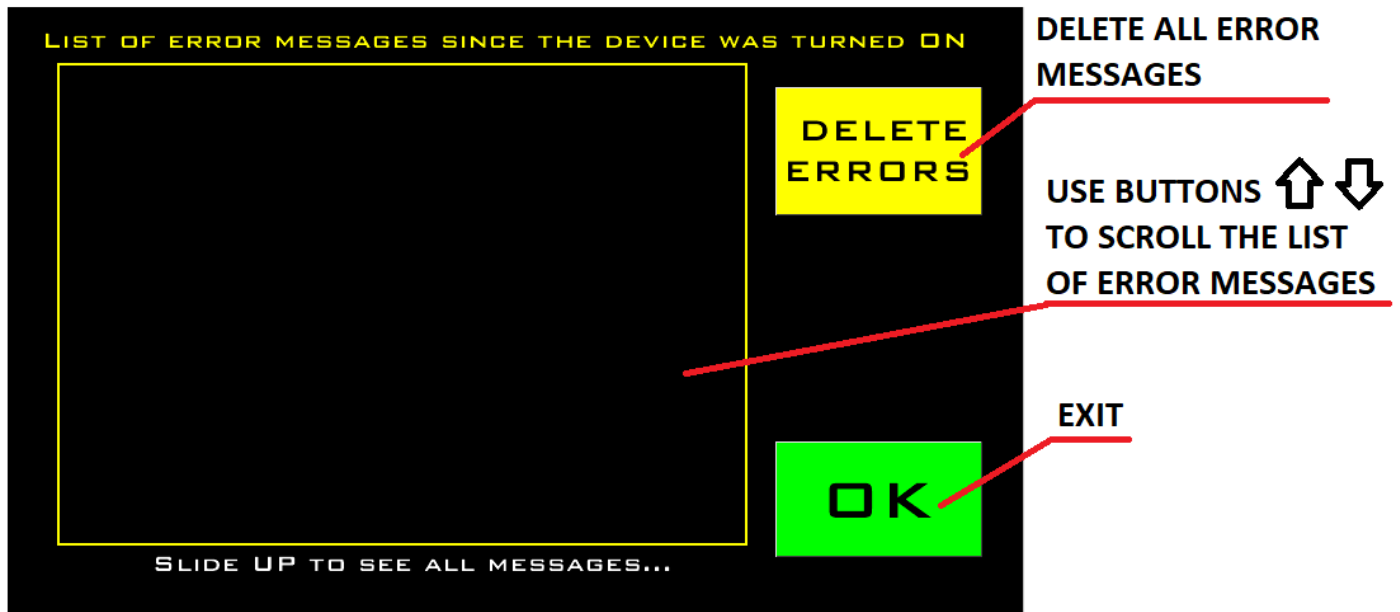 LIST OF ERROR MESSAGES SINCE THE DEVICE WAS TURNED ON
DELETE
ERRORS
OK
SLIDE UP TO SEE ALL MESSAGES...
DELETE ALL ERROR
MESSAGES
USE BUTTONS
TO SCROLL THE LIST
OF ERROR MESSAGES
EXIT